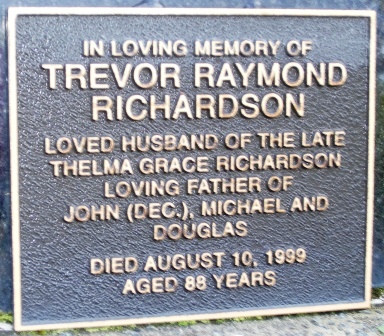 IN LOVING MEMORY OF
TREVOR RAYMOND
RICHARDSON
LOVED HUSBAND OF THE LATE
THELMA GRACE RICHARDSON
LOVING FATHER OF
JOHN (DEC.), MICHAEL AND
DOUGLAS
DIED AUGUST 10, 1999
AGED 88 YEARS